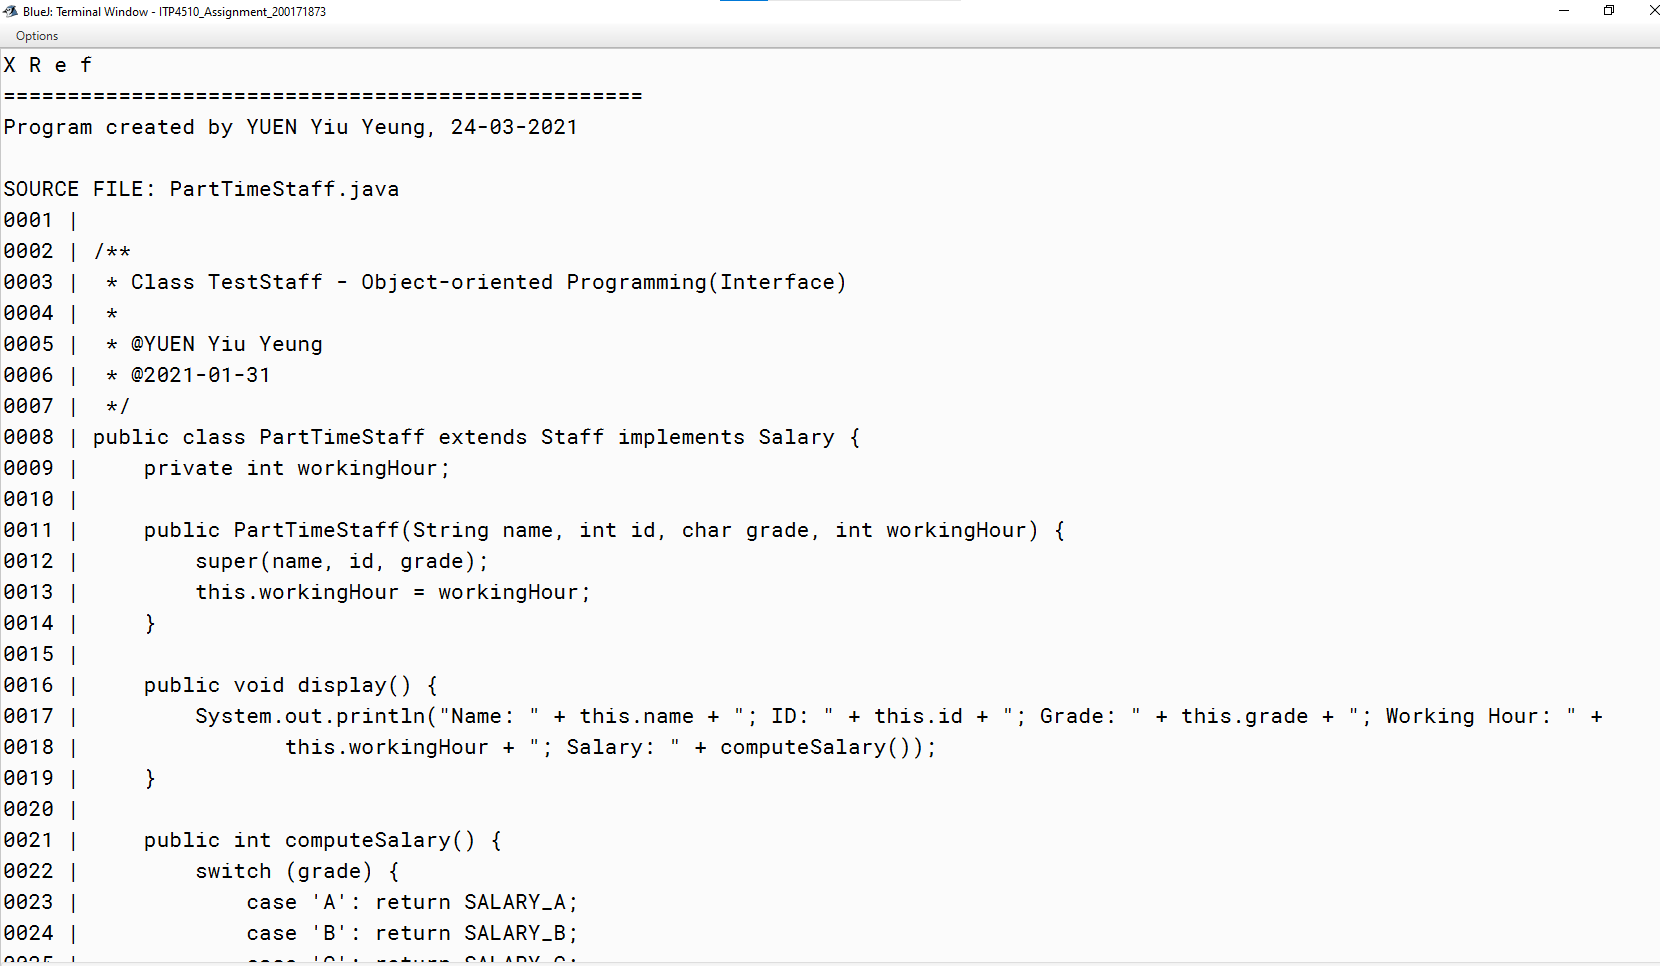 BlueJ: Terminal Window - ITP4510_Assignment_200171873
Options
X R e f
==================================================
Program created by YUEN Yiu Yeung, 24-03-2021
SOURCE FILE: PartTimeStaff.java
0001 |
0002 | /**
0003 |  * Class TestStaff - Object-oriented Programming(Interface)
0004 |  *
0005 |  * @YUEN Yiu Yeung
0006 |  * @2021-01-31
0007 |  */
0008 | public class PartTimeStaff extends Staff implements Salary {
0009 |     private int workingHour;
0010 |
0011 |     public PartTimeStaff(String name, int id, char grade, int workingHour) {
0012 |         super(name, id, grade);
0013 |         this.workingHour = workingHour;
0014 |     }
0015 |
0016 |     public void display() {
0017 |         System.out.println("Name: " + this.name + "; ID: " + this.id + "; Grade: " + this.grade + "; Working Hour: " +
0018 |                this.workingHour + "; Salary: " + computeSalary());
0019 |     }
0020 |
0021 |     public int computeSalary() {
0022 |         switch (grade) {
0023 |             case 'A': return SALARY_A;
0024 |             case 'B': return SALARY_B;
0025 |             case 'C': return SALARY_C;